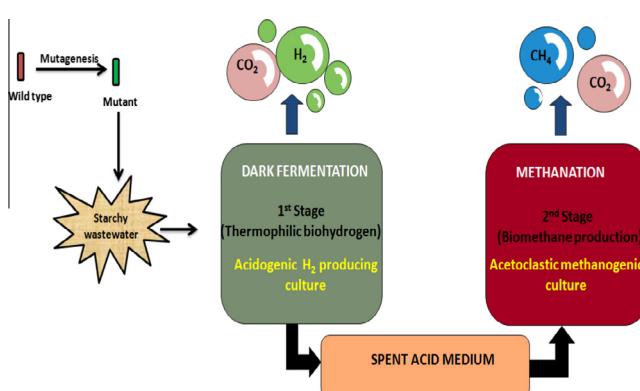 Mutagenesis
Wild type
Mutant
Starchy
wastewater
CO₂
H₂
DARK FERMENTATION
1st Stage
(Thermophilic biohydrogen)
Acidogenic H₂ producing
culture
CH₄
CO₂
METHANATION
2nd Stage
(Biomethane production)
Acetoclastic methanogenic
culture
SPENT ACID MEDIUM